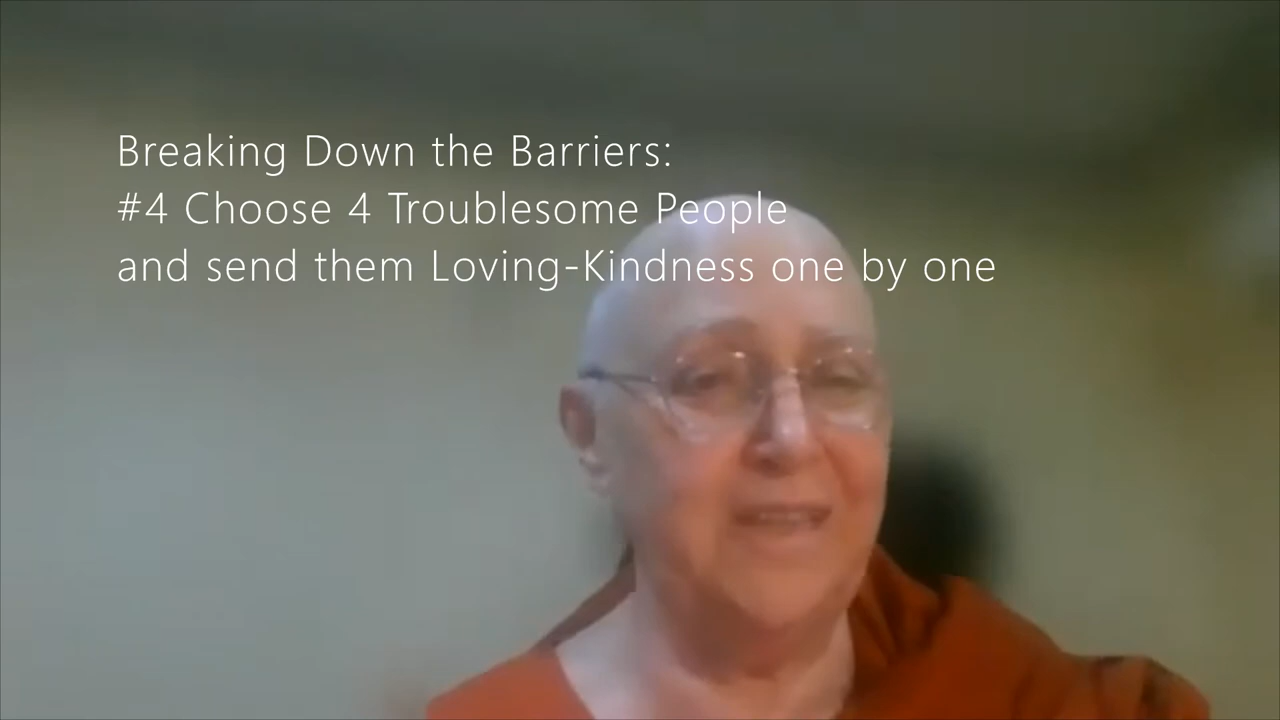 Breaking Down the Barriers:
#4 Choose 4 Troublesome People
and send them Loving-Kindness one by one